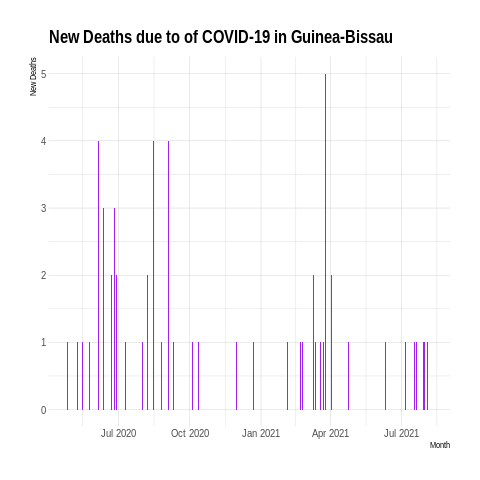 New Deaths due to of COVID-19 in Guinea-Bissau
New Deaths
5
4
3
2
1
0
Jul 2020 Oct 2020 Jan 2021 Apr 2021 Jul 2021
Month